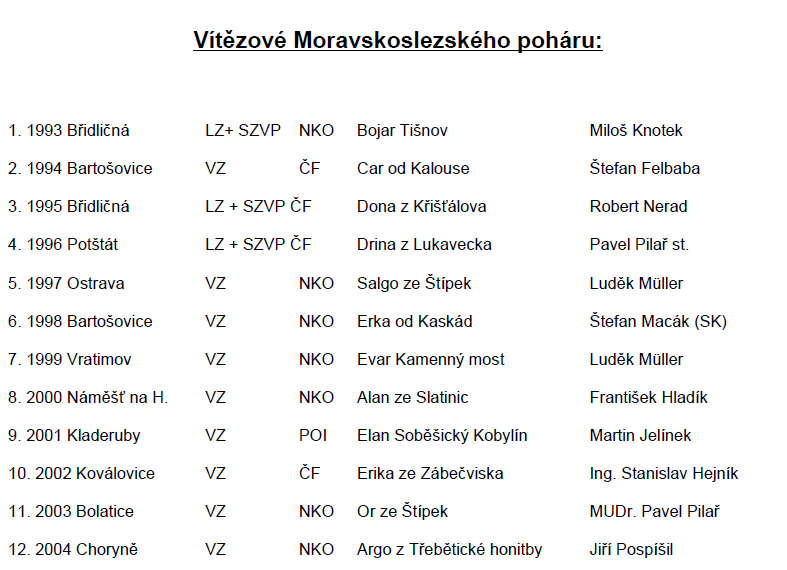 Vítězové Moravskoslezského poháru:
1. 1993 Břidličná LZ+ SZVP NKO Bojar Tišnov Miloš Knotek
2. 1994 Bartošovice VZ ČF Car od Kalouse Štefan Felbaba
3. 1995 Břidličná LZ + SZVP ČF Dona z Křišťálova Robert Nerad
4. 1996 Potštát LZ + SZVP ČF Drina z Lukavecka Pavel Pilař st.
5. 1997 Ostrava VZ NKO Salgo ze Štípek Luděk Müller
6. 1998 Bartošovice VZ NKO Erka od Kaskád Štefan Macák (SK)
7. 1999 Vratimov VZ NKO Evar Kamenný most Luděk Müller
8. 2000 Náměšť na H. VZ NKO Alan ze Slatinic František Hladík
9. 2001 Kladeruby VZ POI Elan Soběšický Kobylín Martin Jelínek
10. 2002 Koválovice VZ ČF Erika ze Zábečviska Ing. Stanislav Hejník
11. 2003 Bolatice VZ NKO Or ze Štípek MUDr. Pavel Pilař
12. 2004 Choryně VZ NKO Argo z Třebětické honitby Jiří Pospíšil